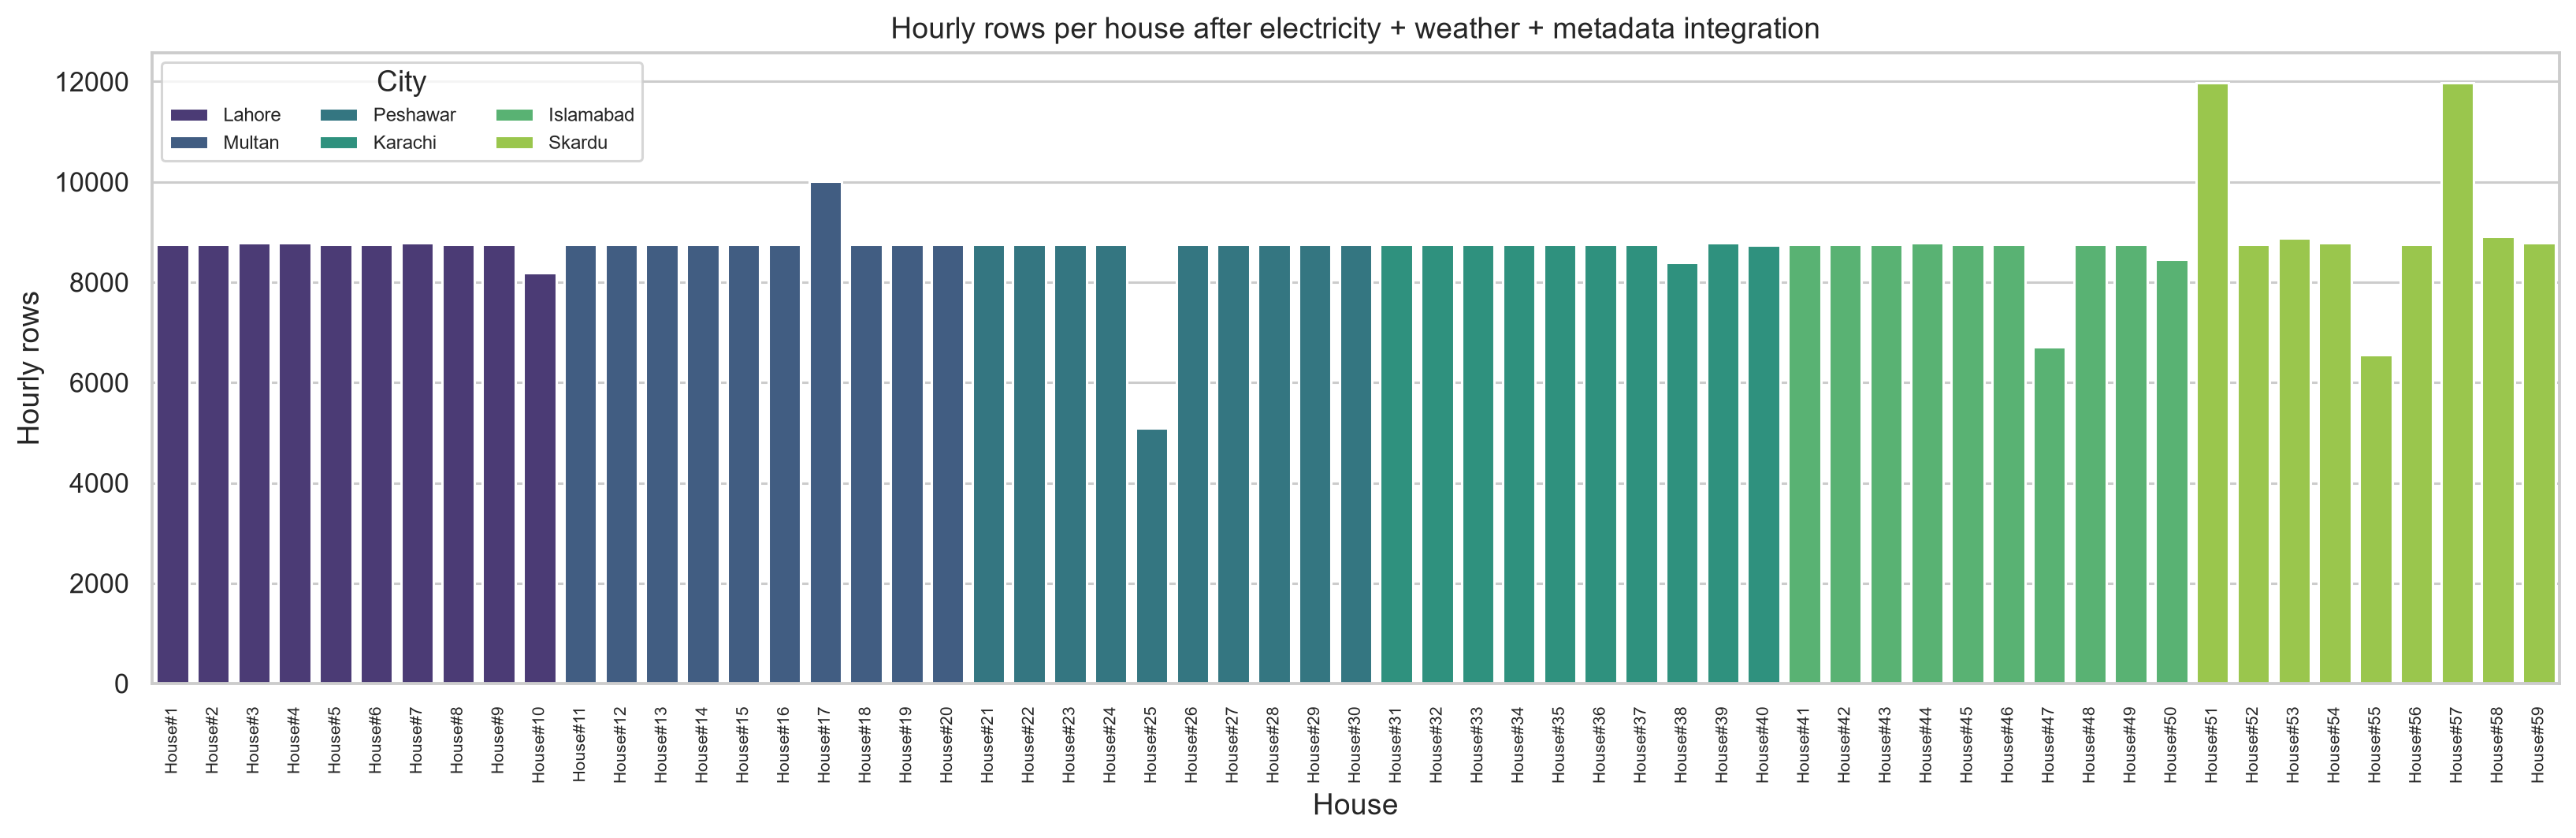 Hourly rows per house after electricity + weather + metadata integration
City
Lahore Peshawar Islamabad
Multan Karachi Skardu
Hourly rows
12000
10000
8000
6000
4000
2000
0
House#1
House#2
House#3
House#4
House#5
House#6
House#7
House#8
House#9
House#10
House#11
House#12
House#13
House#14
House#15
House#16
House#17
House#18
House#19
House#20
House#21
House#22
House#23
House#24
House#25
House#26
House#27
House#28
House#29
House#30
House#31
House#32
House#33
House#34
House#35
House#36
House#37
House#38
House#39
House#40
House#41
House#42
House#43
House#44
House#45
House#46
House#47
House#48
House#49
House#50
House#51
House#52
House#53
House#54
House#55
House#56
House#57
House#58
House#59
House